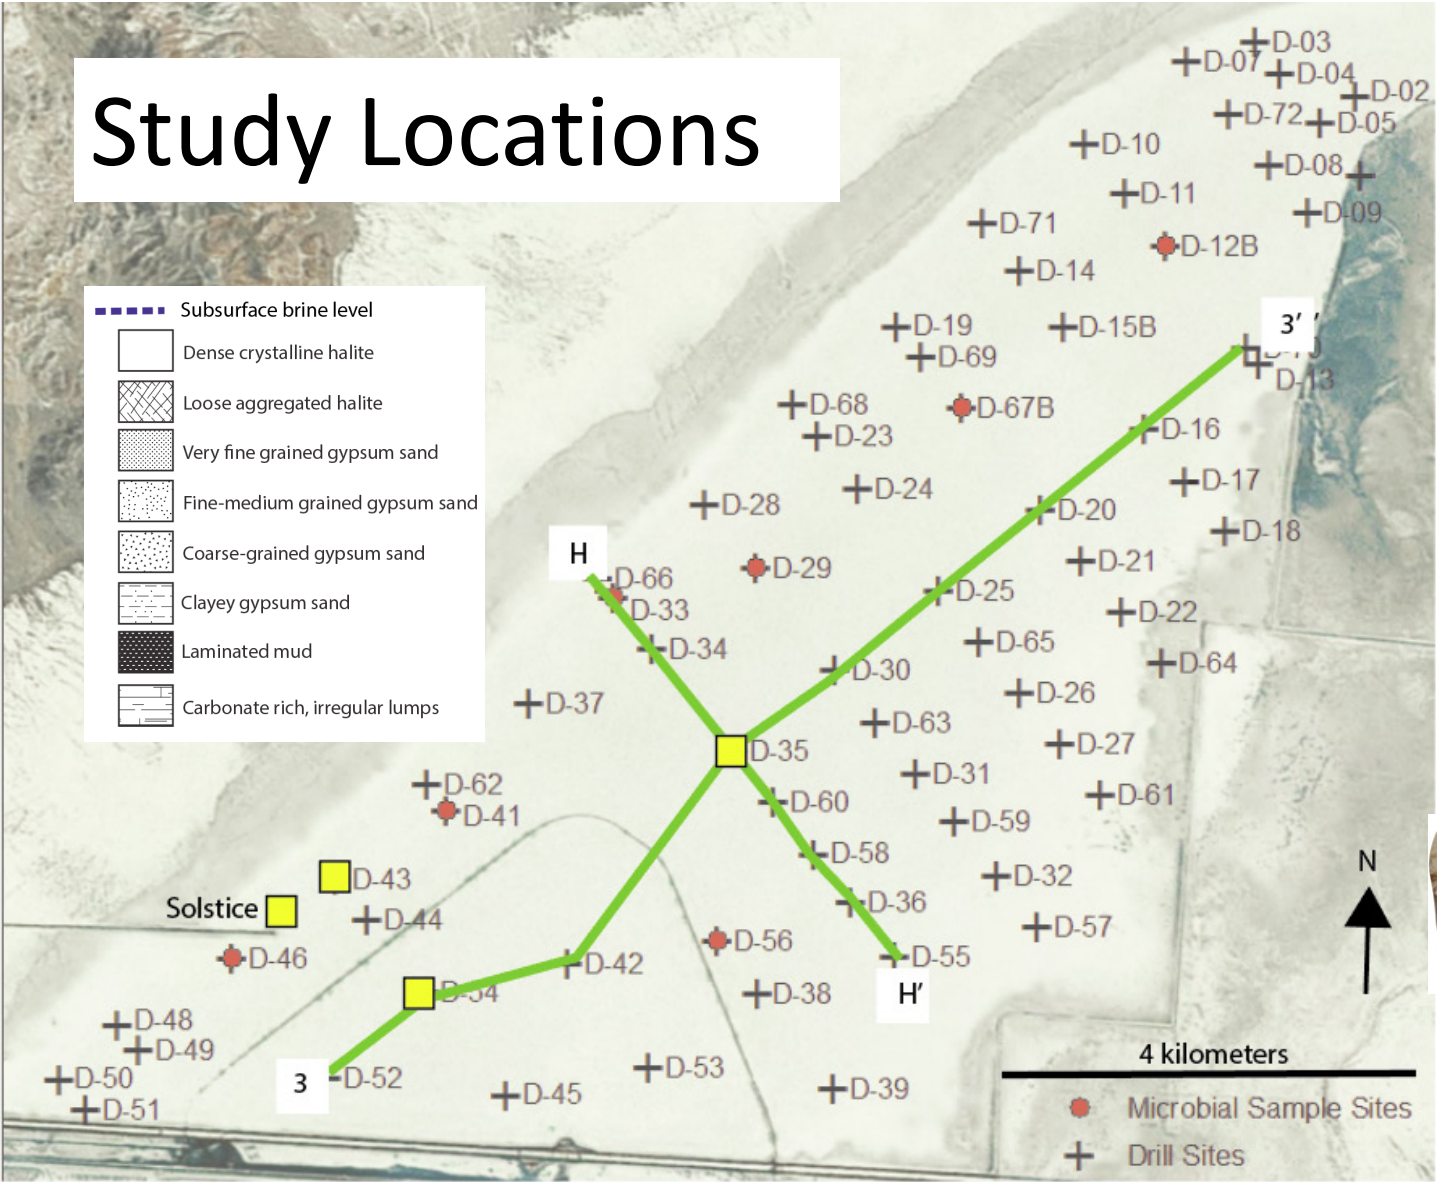 Study Locations
Subsurface brine level
Dense crystalline halite
Loose aggregated halite
Very fine grained gypsum sand
Fine-medium grained gypsum sand
Coarse-grained gypsum sand
Clayey gypsum sand
Laminated mud
Carbonate rich, irregular lumps
D-03
D-07
D-04
D-02
D-72
D-05
D-10
D-08
D-11
D-09
D-71
D-12B
D-14
D-19
D-15B
3’ ’
D-69
D-13
D-68
D-67B
D-23
D-16
D-24
D-17
D-28
D-20
D-18
H
D-29
D-21
D-66
D-25
D-33
D-22
D-34
D-65
D-30
D-64
D-37
D-26
D-63
D-35
D-27
D-62
D-31
D-60
D-61
D-41
D-59
D-58
D-43
D-32
N
Solstice
D-44
D-36
D-57
D-46
D-56
D-42
D-55
D-38
H’
D-48
D-49
4 kilometers
D-50
3
D-52
D-53
D-51
D-45
D-39
Microbial Sample Sites
Drill Sites